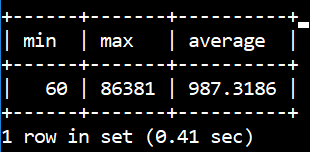 +------+-------+----------+
| min  | max   | average  |
+------+-------+----------+
|   60 | 86381 | 987.3186 |
+------+-------+----------+
1 row in set (0.41 sec)